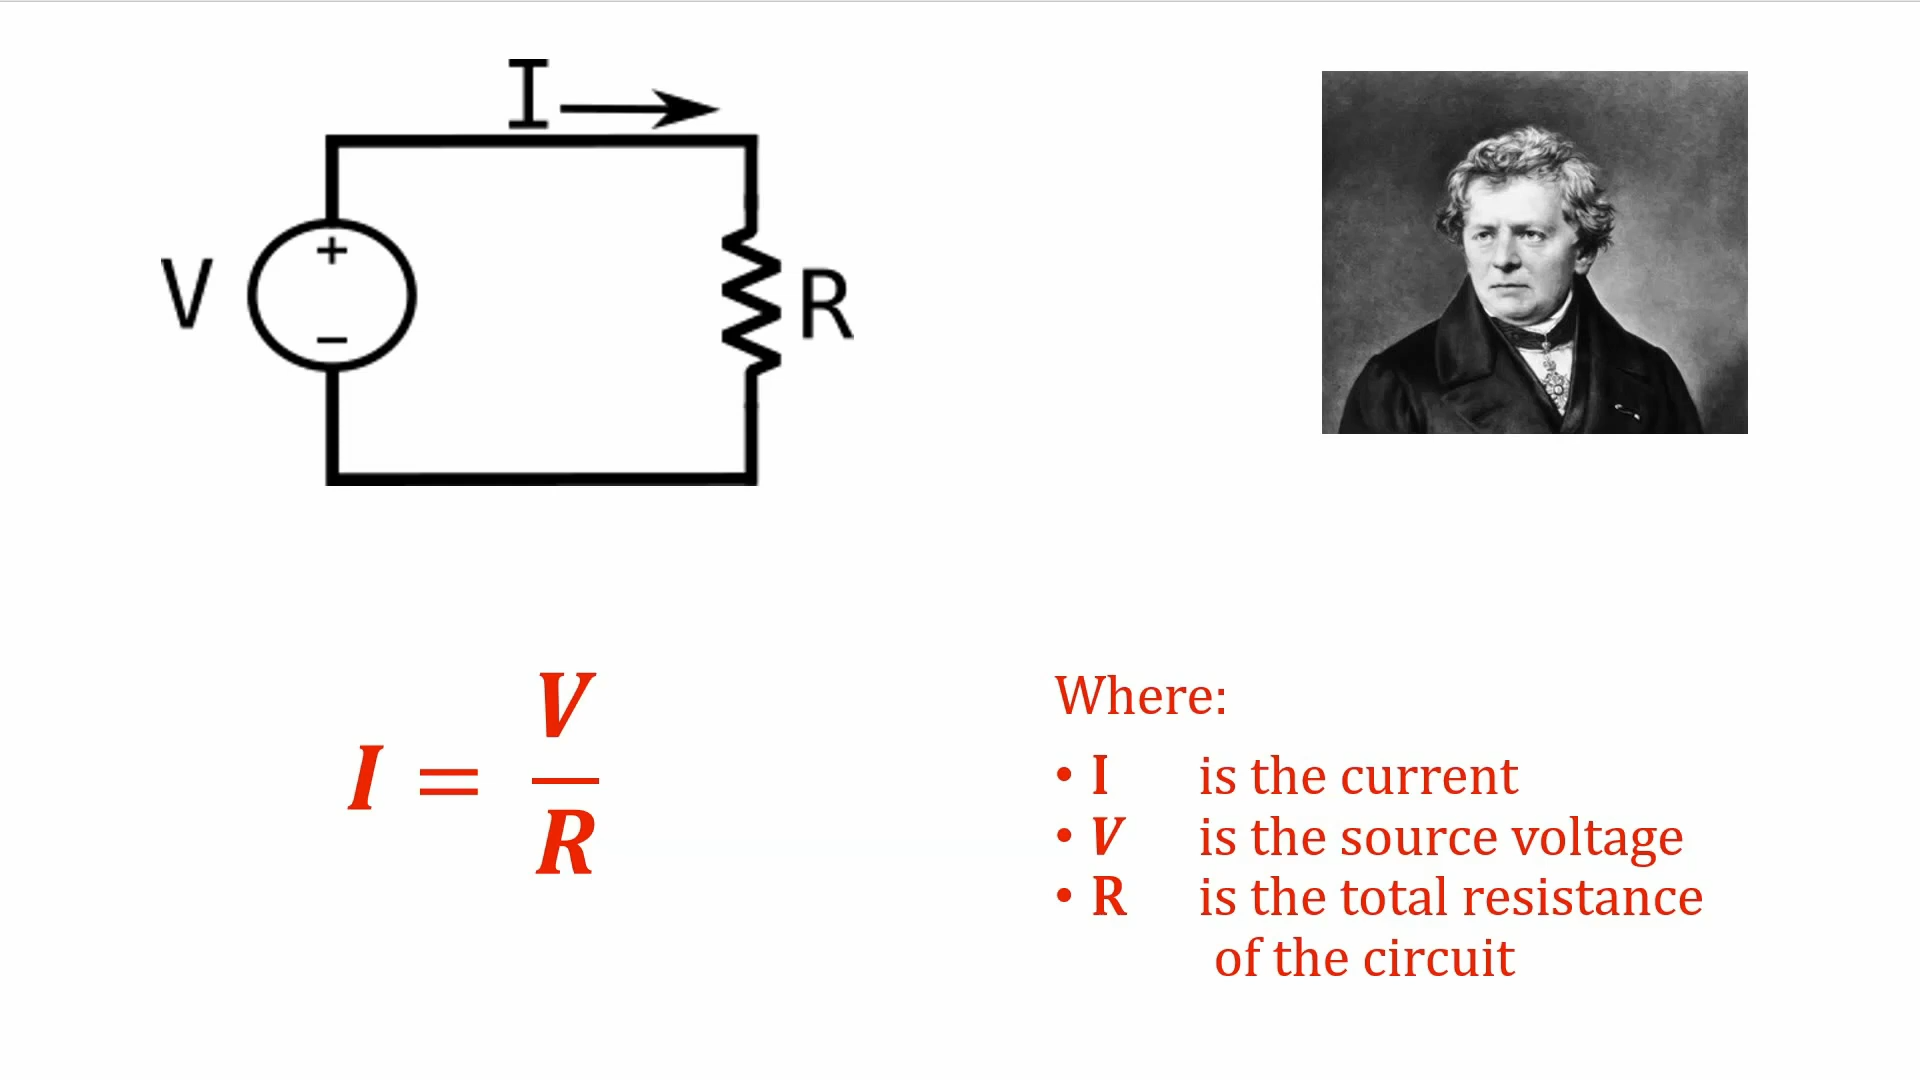 I
V
+
−
R
I = V
R
Where:
• I is the current
• V is the source voltage
• R is the total resistance
of the circuit